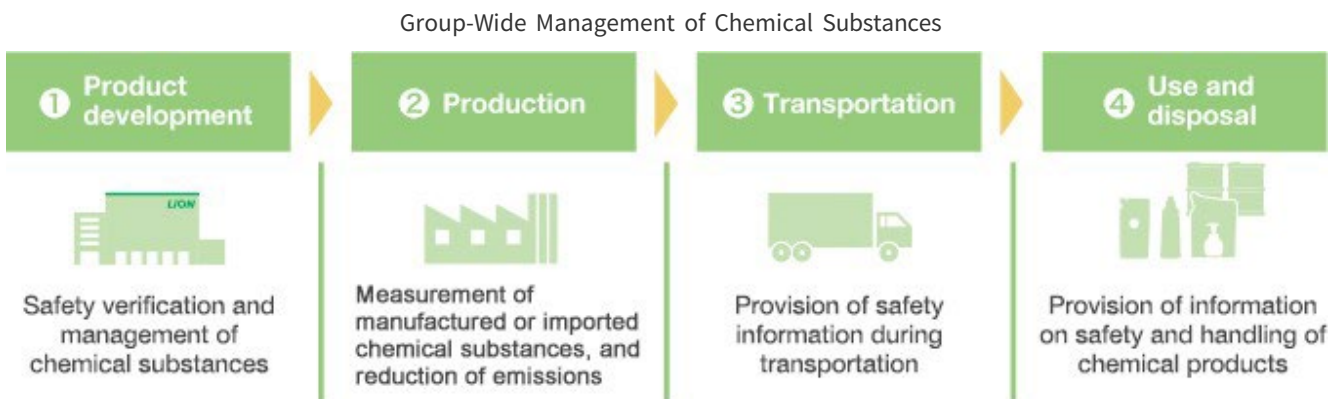 Group-Wide Management of Chemical Substances
❶ Product
development
❷ Production
❸ Transportation
❹ Use and
disposal
LION
Safety verification and
management of
chemical substances
Measurement of
manufactured or imported
chemical substances, and
reduction of emissions
Provision of safety
information during
transportation
Provision of information
on safety and handling of
chemical products